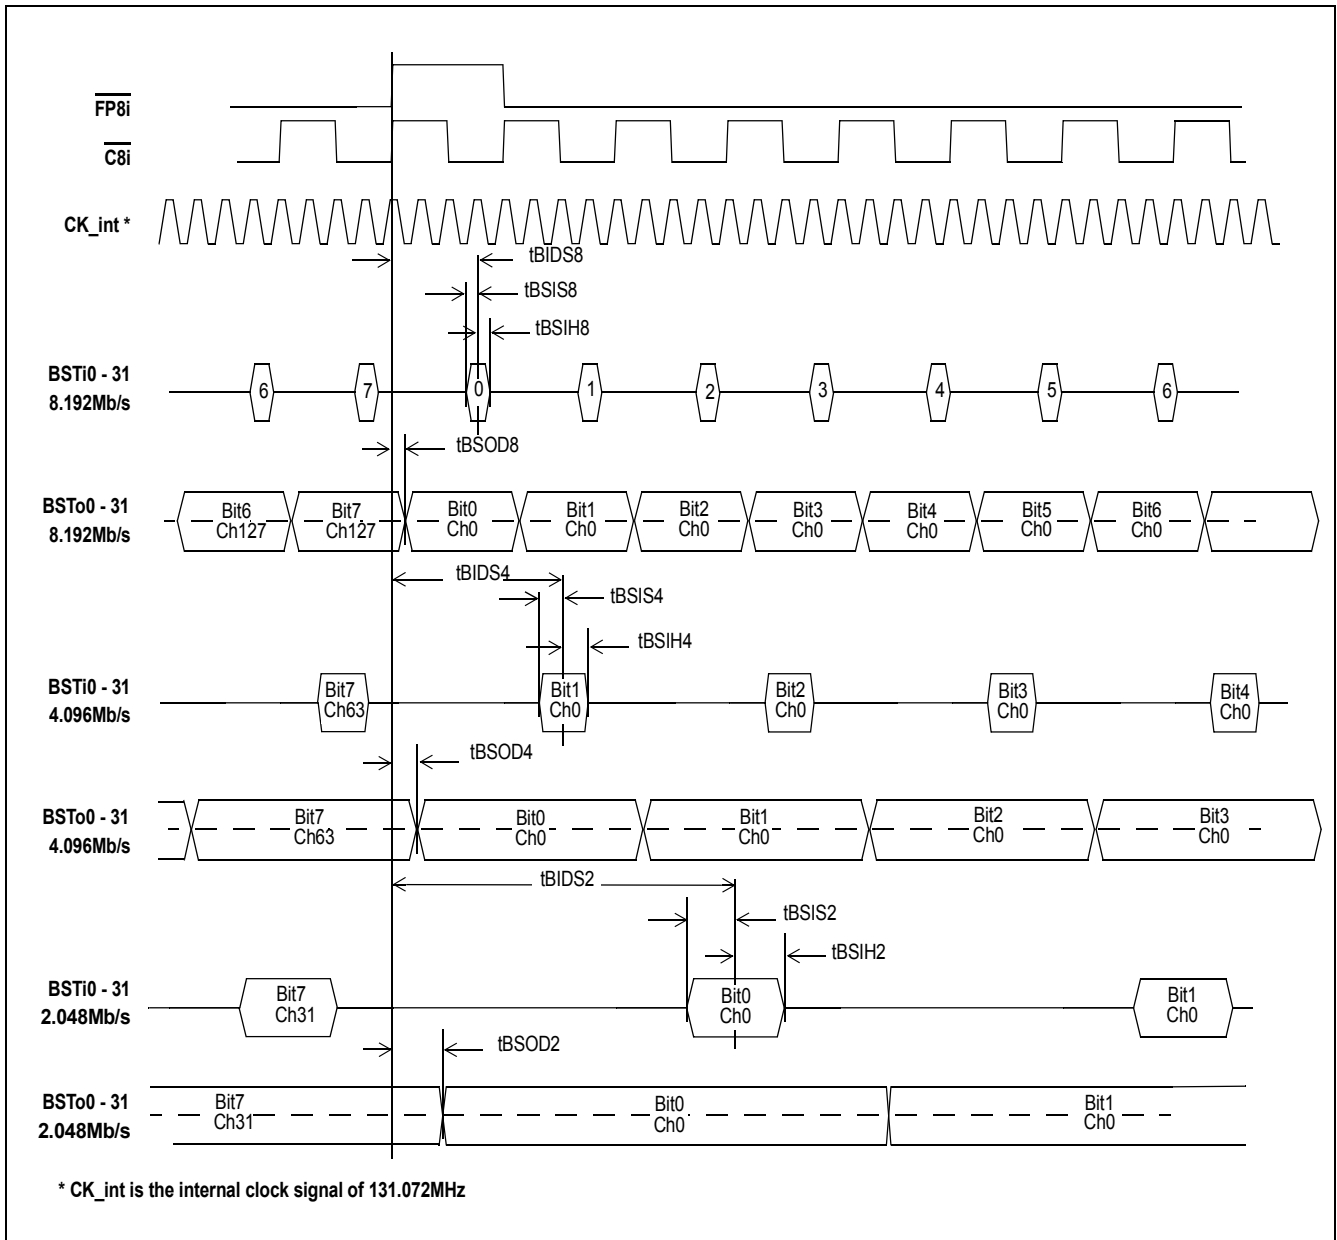 FP8i
C8i
CK_int *
tBIDS8
tBSIS8
tBSIH8
BSTi0 - 31
8.192Mb/s
6
7
0
1
2
3
4
5
6
tBSOD8
BSTo0 - 31
8.192Mb/s
Bit6
Ch127
Bit7
Ch127
Bit0
Ch0
Bit1
Ch0
Bit2
Ch0
Bit3
Ch0
Bit4
Ch0
Bit5
Ch0
Bit6
Ch0
tBIDS4
tBSIS4
tBSIH4
BSTi0 - 31
4.096Mb/s
Bit7
Ch63
Bit1
Ch0
Bit2
Ch0
Bit3
Ch0
Bit4
Ch0
tBSOD4
BSTo0 - 31
4.096Mb/s
Bit7
Ch63
Bit0
Ch0
Bit1
Ch0
Bit2
Ch0
Bit3
Ch0
tBIDS2
tBSIS2
tBSIH2
BSTi0 - 31
2.048Mb/s
Bit7
Ch31
Bit0
Ch0
Bit1
Ch0
tBSOD2
BSTo0 - 31
2.048Mb/s
Bit7
Ch31
Bit0
Ch0
Bit1
Ch0
* CK_int is the internal clock signal of 131.072MHz